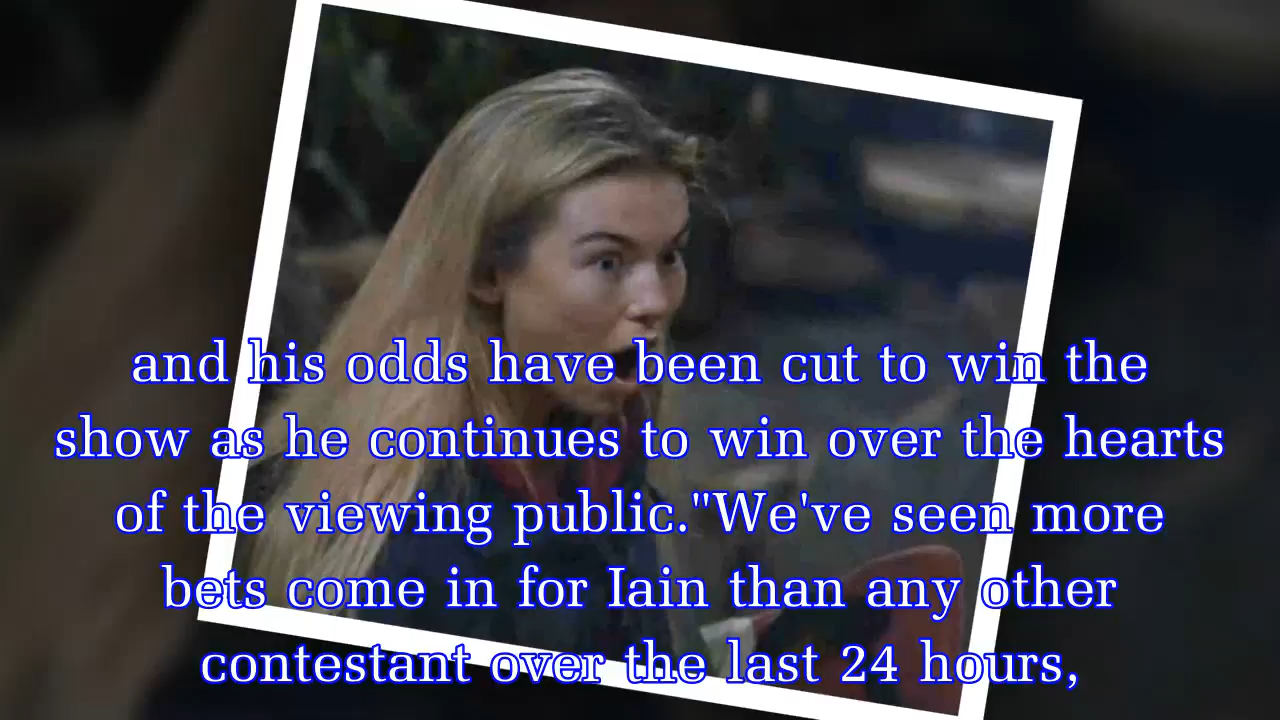 and his odds have been cut to win the
show as he continues to win over the hearts
of the viewing public."We've seen more
bets come in for Iain than any other
contestant over the last 24 hours,